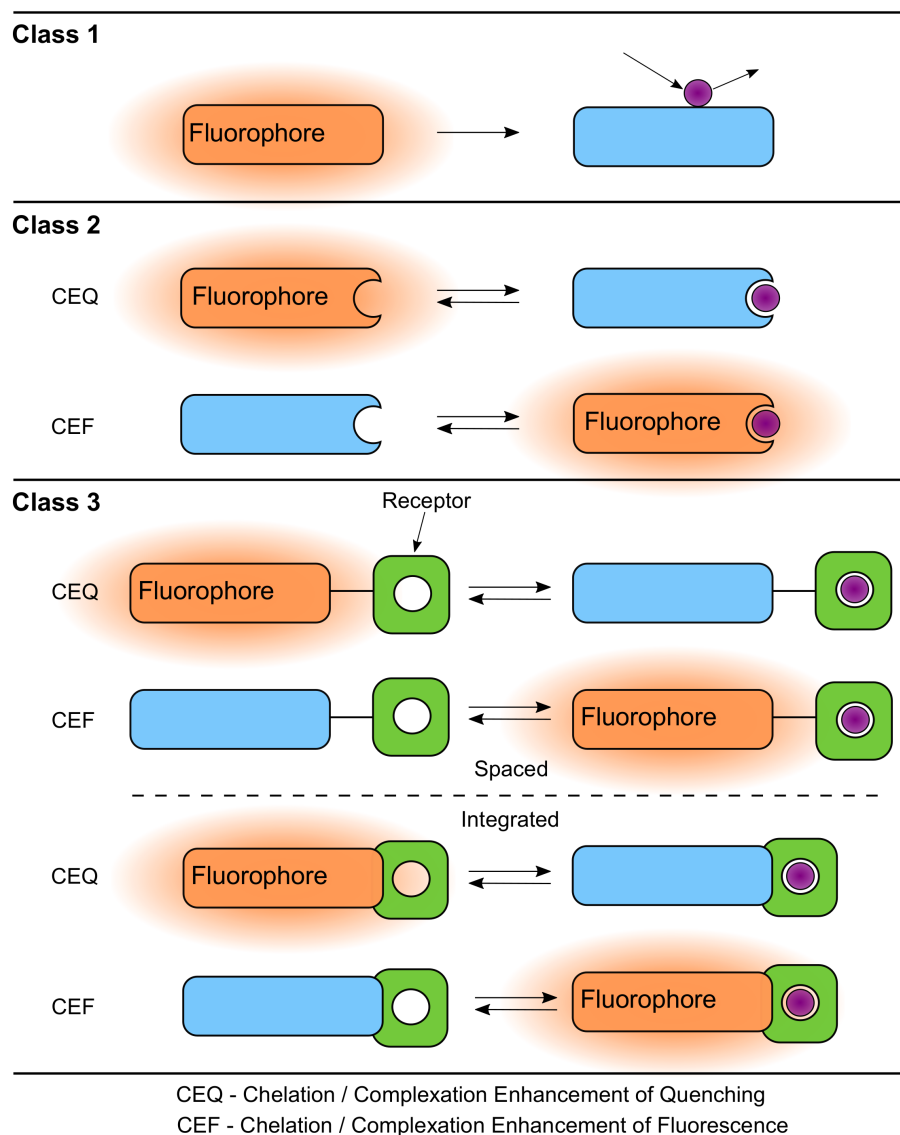 Class 1
Fluorophore
Class 2
CEQ
Fluorophore
CEF
Fluorophore
Class 3
Receptor
CEQ
Fluorophore
CEF
Fluorophore
Spaced
Integrated
CEQ
Fluorophore
CEF
Fluorophore
CEQ - Chelation / Complexation Enhancement of Quenching
CEF - Chelation / Complexation Enhancement of Fluorescence